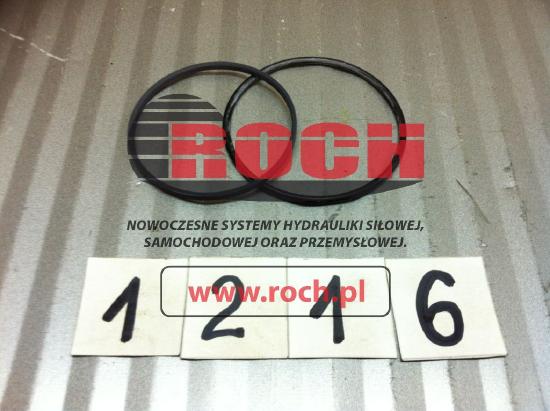 ROCH
NOWOCZESNE SYSTEMY HYDRAULIKI SIŁOWEJ,
SAMOCHODOWEJ ORAZ PRZEMYSŁOWEJ.
www.roch.pl
1 2 1 6